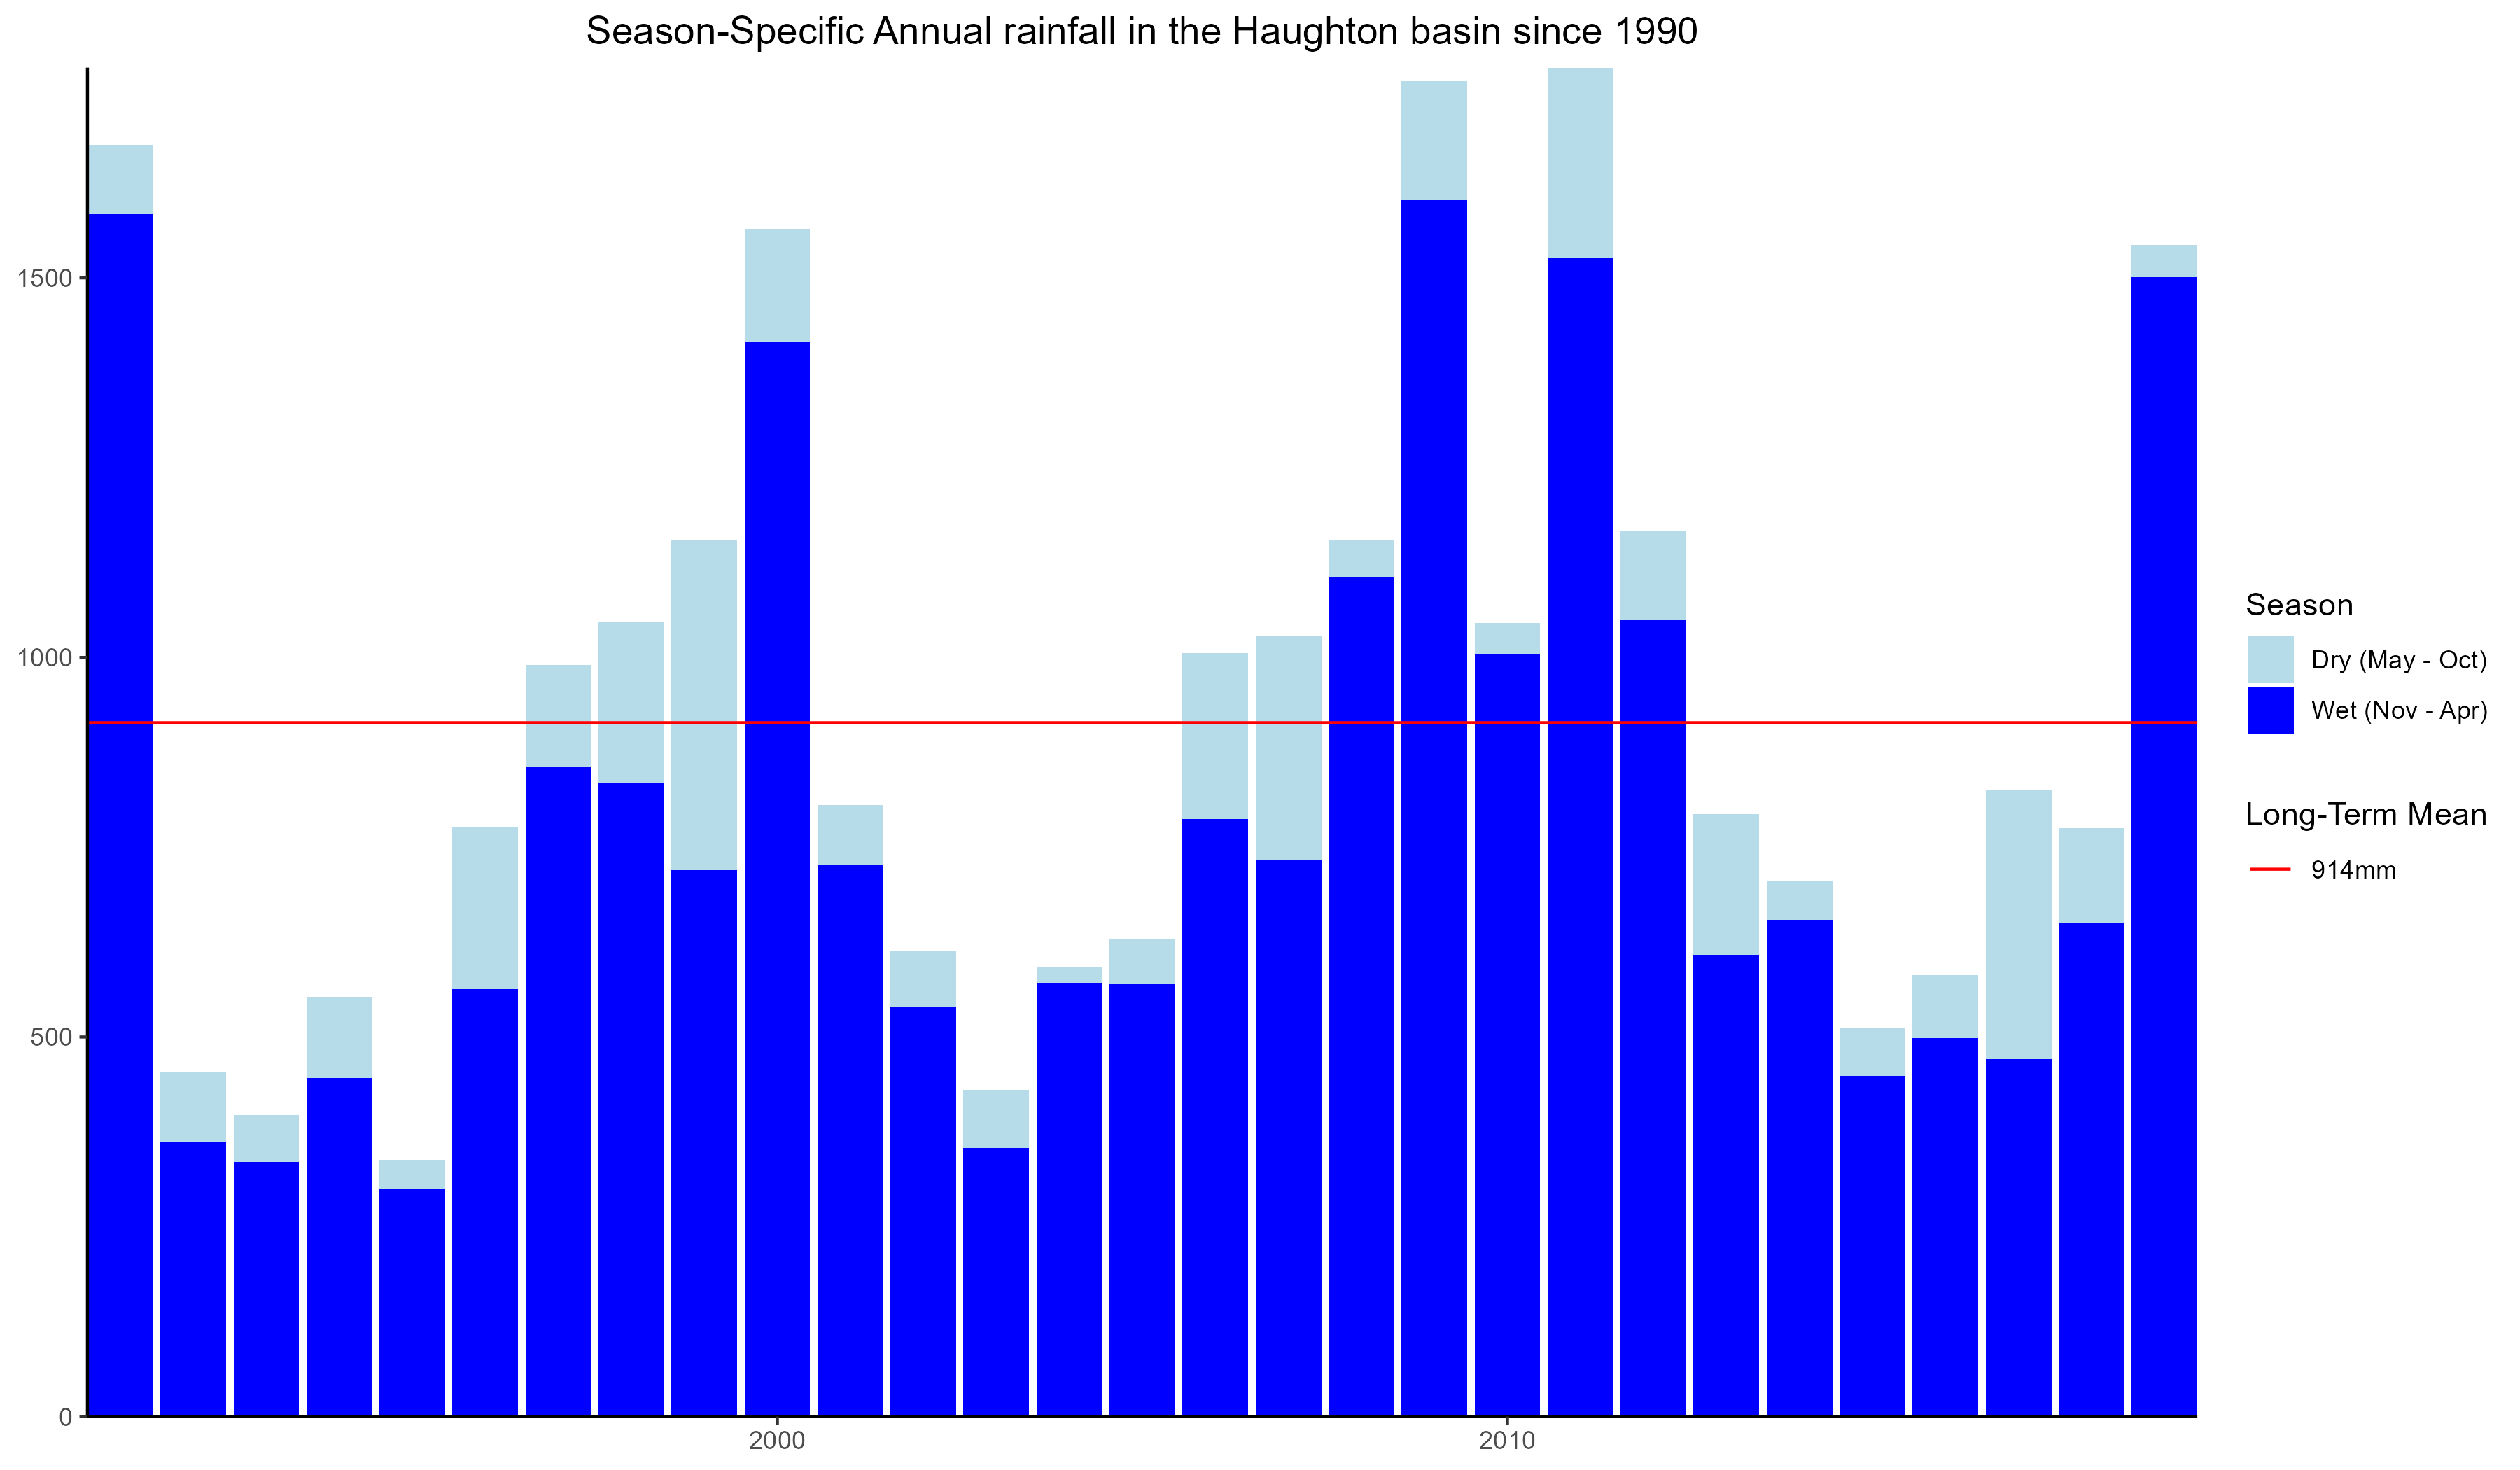 Season-Specific Annual rainfall in the Haughton basin since 1990
1500
1000
500
0
2000
2010
Season
Dry (May - Oct)
Wet (Nov - Apr)
Long-Term Mean
914mm